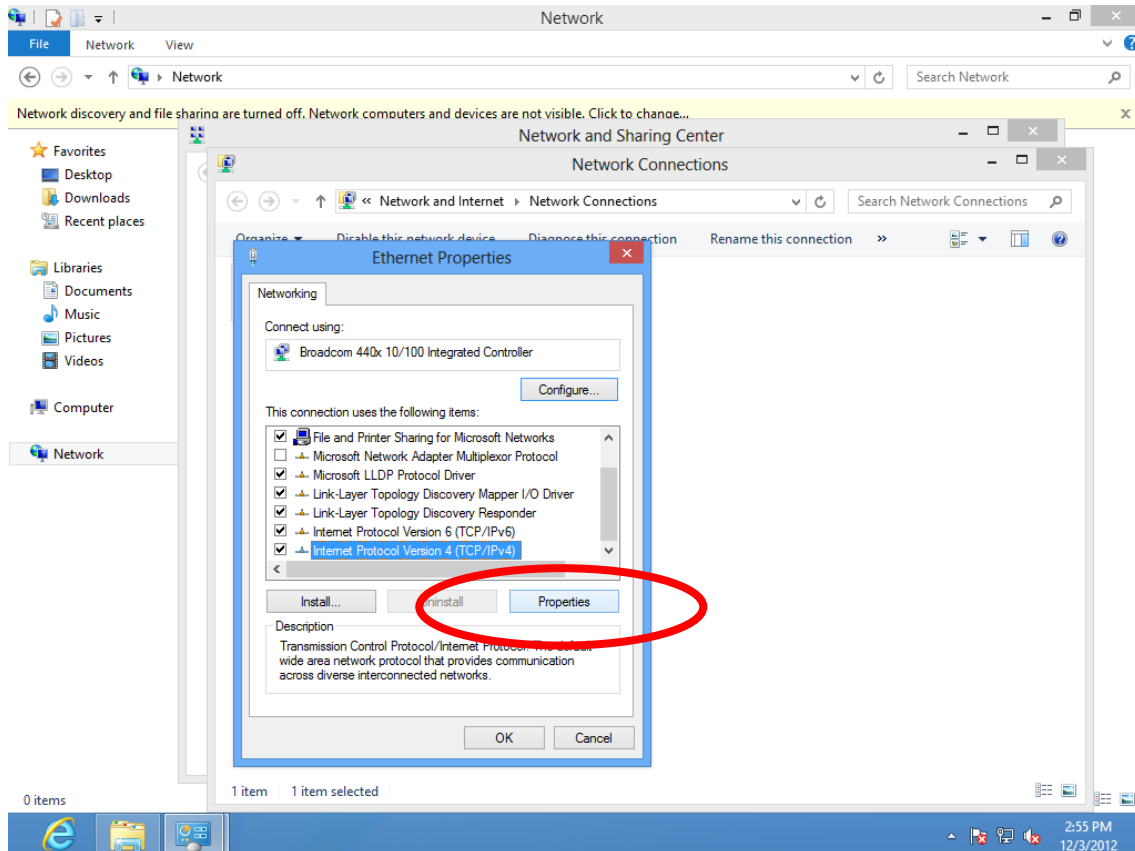 Network
File Network View
Network
Search Network
Network discovery and file sharing are turned off. Network computers and devices are not visible. Click to change...
Favorites
Desktop
Downloads
Recent places
Libraries
Documents
Music
Pictures
Videos
Computer
Network
0 items
Network and Sharing Center
Network Connections
« Network and Internet Network Connections
Search Network Connections
Organize Disable this network device Diagnose this connection Rename this connection »
Ethernet Properties
Networking
Connect using:
Broadcom 440x 10/100 Integrated Controller
Configure...
This connection uses the following items:
File and Printer Sharing for Microsoft Networks
Microsoft Network Adapter Multiplexor Protocol
Microsoft LLDP Protocol Driver
Link-Layer Topology Discovery Mapper I/O Driver
Link-Layer Topology Discovery Responder
Internet Protocol Version 6 (TCP/IPv6)
Internet Protocol Version 4 (TCP/IPv4)
Install... Uninstall Properties
Description
Transmission Control Protocol/Internet Protocol. The default
wide area network protocol that provides communication
across diverse interconnected networks.
OK Cancel
1 item 1 item selected
2:55 PM
12/3/2012